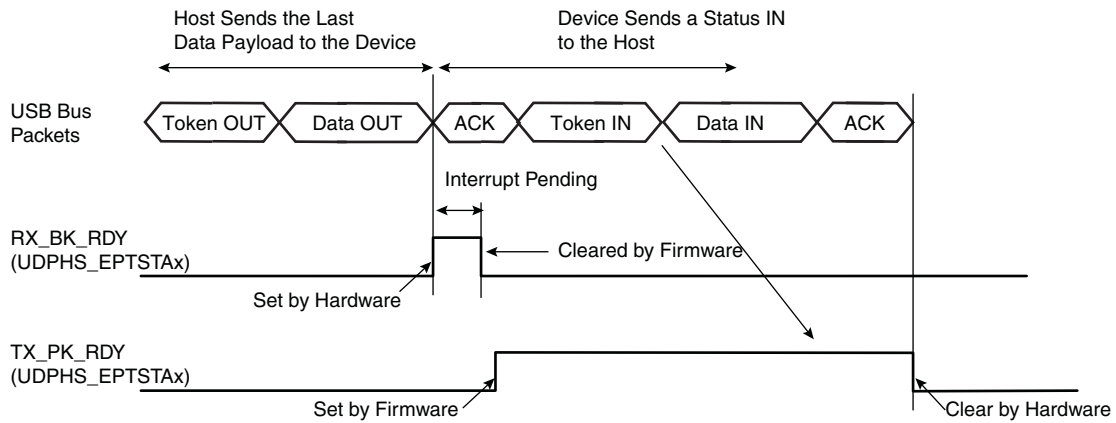 Host Sends the Last
Data Payload to the Device
Device Sends a Status IN
to the Host
USB Bus
Packets
Token OUT
Data OUT
ACK
Token IN
Data IN
ACK
Interrupt Pending
RX_BK_RDY
(UDPHS_EPTSTAx)
Cleared by Firmware
Set by Hardware
TX_PK_RDY
(UDPHS_EPTSTAx)
Set by Firmware
Clear by Hardware